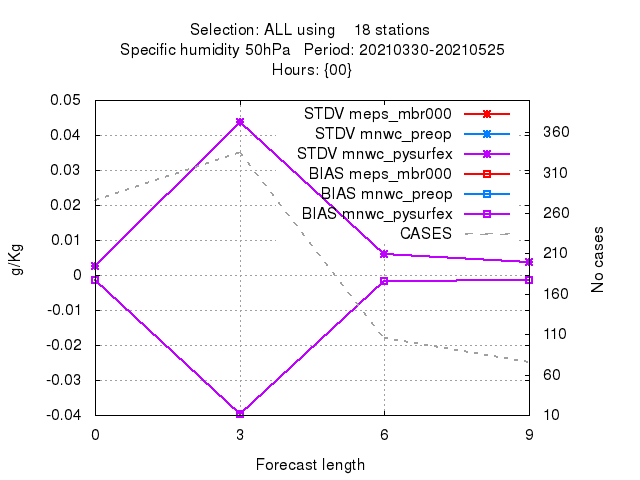 Selection: ALL using 18 stations
Specific humidity 50hPa Period: 20210330-20210525
Hours: {00}
STDV meps_mbr000
STDV mnwc_preop
STDV mnwc_pysurfex
BIAS meps_mbr000
BIAS mnwc_preop
BIAS mnwc_pysurfex
CASES
0.05
0.04
0.03
0.02
0.01
0
-0.01
-0.02
-0.03
-0.04
g/Kg
360
310
260
210
160
110
60
10
No cases
0 3 6 9
Forecast length